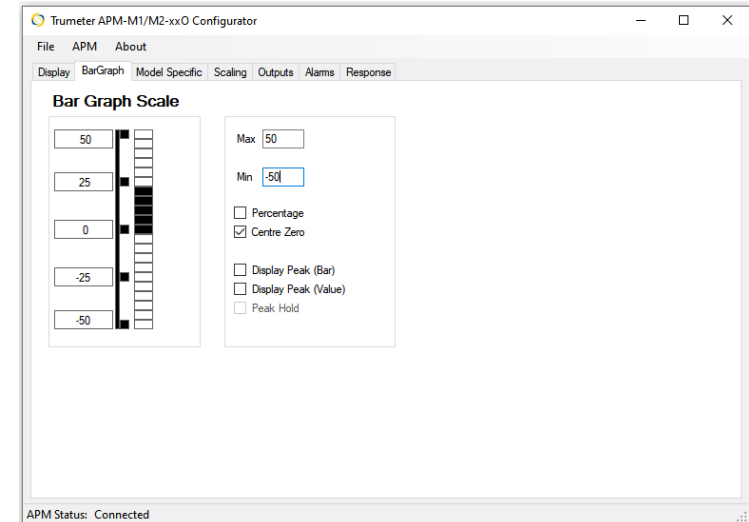 Trumeter APM-M1/M2-xxO Configurator
File APM About
Display BarGraph Model Specific Scaling Outputs Alarms Response
Bar Graph Scale
50
25
0
-25
-50
Max 50
Min -50
Percentage
Centre Zero
Display Peak (Bar)
Display Peak (Value)
Peak Hold
APM Status: Connected